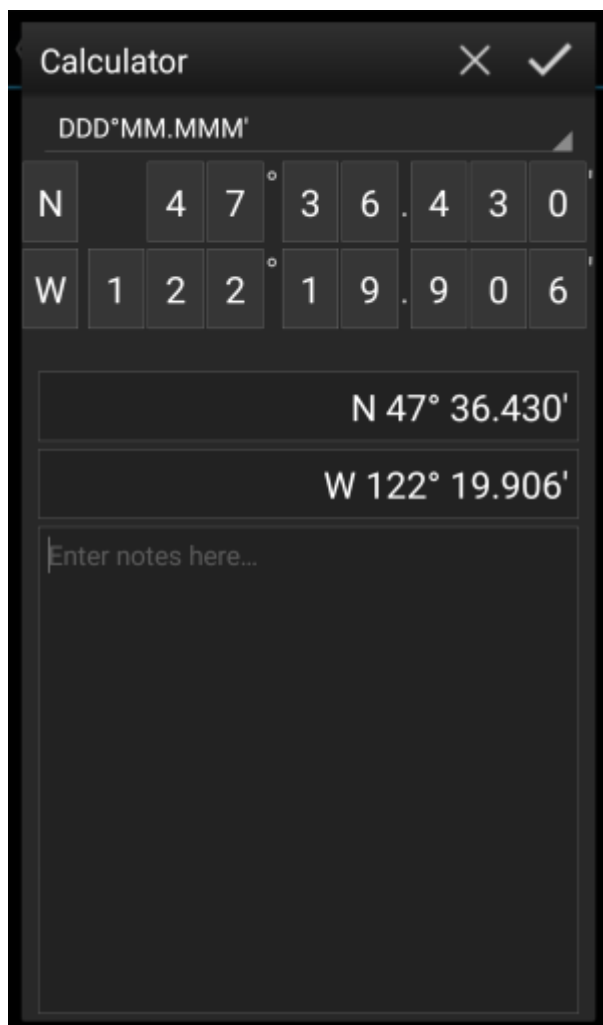 Calculator
DDD°MM.MMM'
N 4 7 ° 3 6 . 4 3 0 '
W 1 2 2 ° 1 9 . 9 0 6 '
N 47° 36.430'
W 122° 19.906'
Enter notes here...